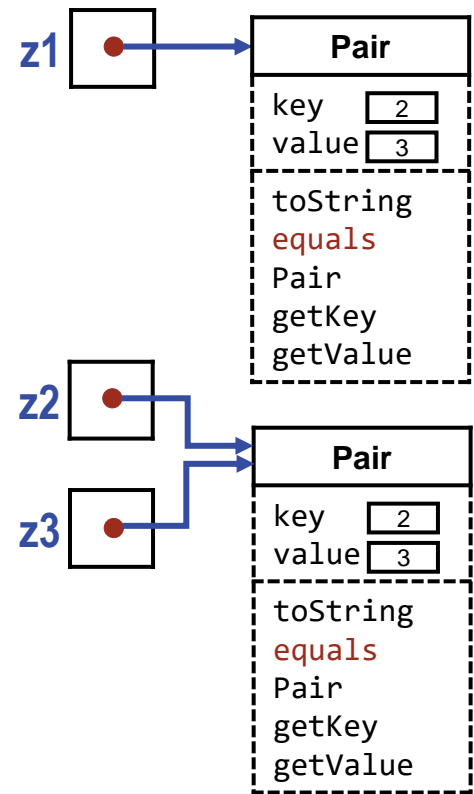 z1
Pair
key 2
value 3
toString
equals
Pair
getKey
getValue
z2
z3
Pair
key 2
value 3
toString
equals
Pair
getKey
getValue